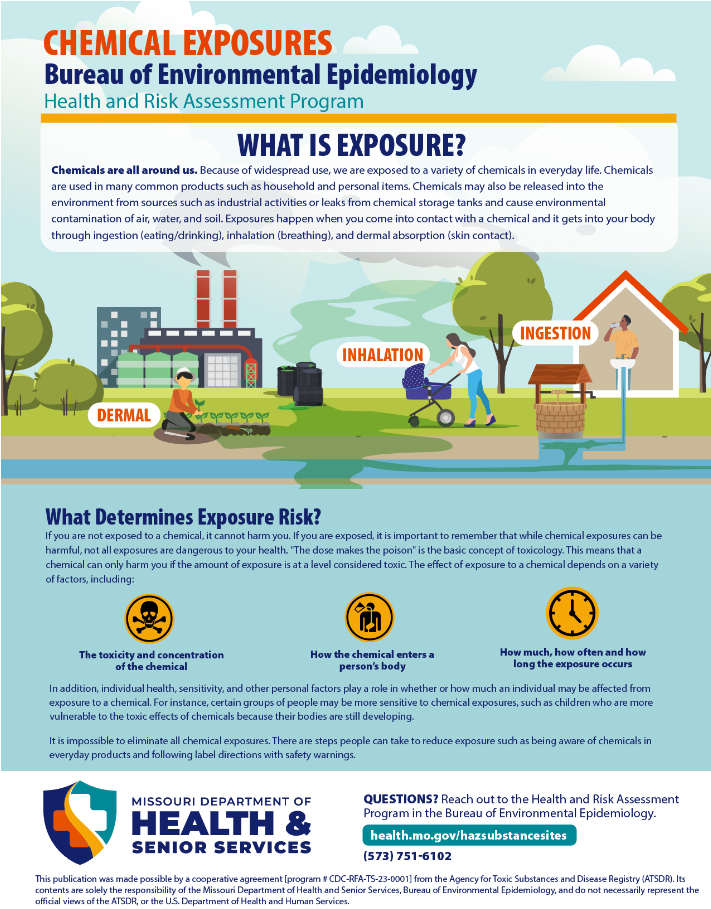 CHEMICAL EXPOSURES
Bureau of Environmental Epidemiology
Health and Risk Assessment Program
WHAT IS EXPOSURE?
Chemicals are all around us. Because of widespread use, we are exposed to a variety of chemicals in everyday life. Chemicals
are used in many common products such as household and personal items. Chemicals may also be released into the
environment from sources such as industrial activities or leaks from chemical storage tanks and cause environmental
contamination of air, water, and soil. Exposures happen when you come into contact with a chemical and it gets into your body
through ingestion (eating/drinking), inhalation (breathing), and dermal absorption (skin contact).
INGESTION
INHALATION
DERMAL
What Determines Exposure Risk?
If you are not exposed to a chemical, it cannot harm you. If you are exposed, it is important to remember that while chemical exposures can be
harmful, not all exposures are dangerous to your health. "The dose makes the poison" is the basic concept of toxicology. This means that a
chemical can only harm you if the amount of exposure is at a level considered toxic. The effect of exposure to a chemical depends on a variety
of factors, including:
The toxicity and concentration
of the chemical
How the chemical enters a
person's body
How much, how often and how
long the exposure occurs
In addition, individual health, sensitivity, and other personal factors play a role in whether or how much an individual may be affected from
exposure to a chemical. For instance, certain groups of people may be more sensitive to chemical exposures, such as children who are more
vulnerable to the toxic effects of chemicals because their bodies are still developing.
It is impossible to eliminate all chemical exposures. There are steps people can take to reduce exposure such as being aware of chemicals in
everyday products and following label directions with safety warnings.
MISSOURI DEPARTMENT OF
HEALTH &
SENIOR SERVICES
QUESTIONS? Reach out to the Health and Risk Assessment
Program in the Bureau of Environmental Epidemiology.
health.mo.gov/hazsubstancesites
(573) 751-6102
This publication was made possible by a cooperative agreement [program # CDC-RFA-TS-23-0001] from the Agency for Toxic Substances and Disease Registry (ATSDR). Its
contents are solely the responsibility of the Missouri Department of Health and Senior Services, Bureau of Environmental Epidemiology, and do not necessarily represent the
official views of the ATSDR, or the U.S. Department of Health and Human Services.